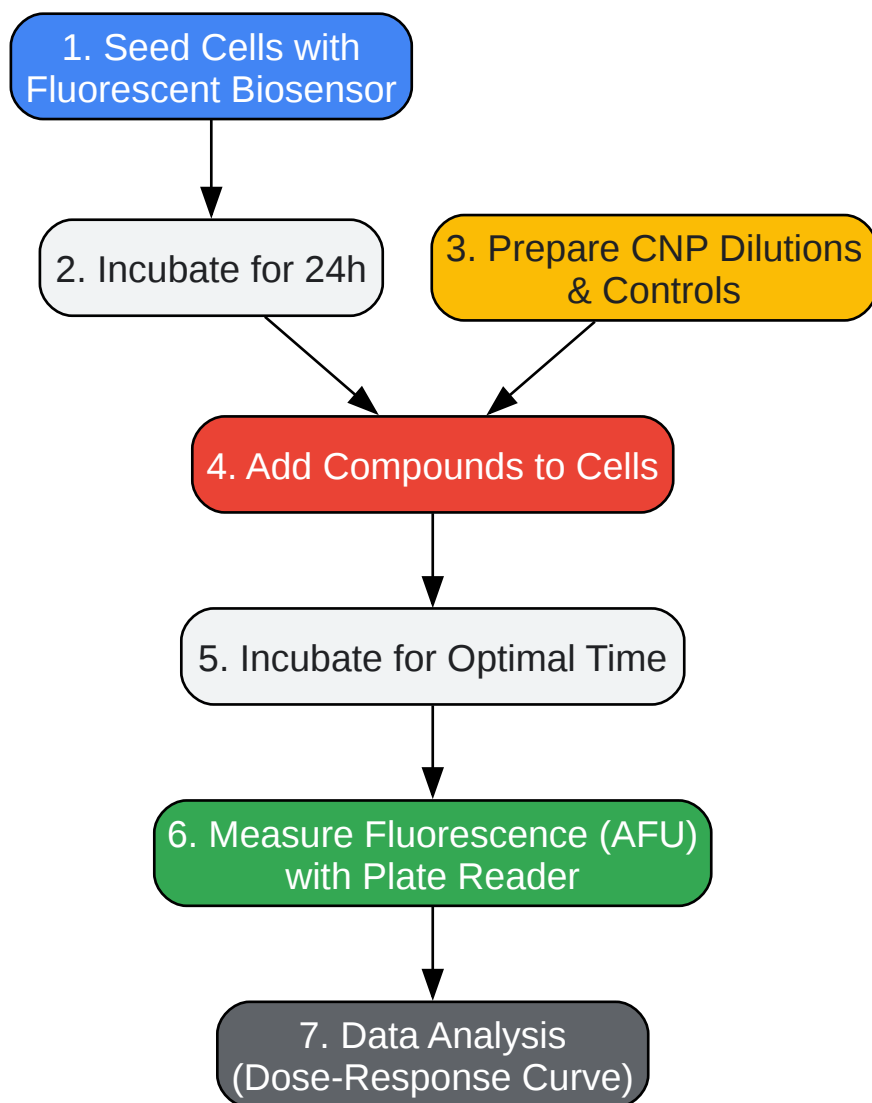 1. Seed Cells with
Fluorescent Biosensor
2. Incubate for 24h
3. Prepare CNP Dilutions
& Controls
4. Add Compounds to Cells
5. Incubate for Optimal Time
6. Measure Fluorescence (AFU)
with Plate Reader
7. Data Analysis
(Dose-Response Curve)